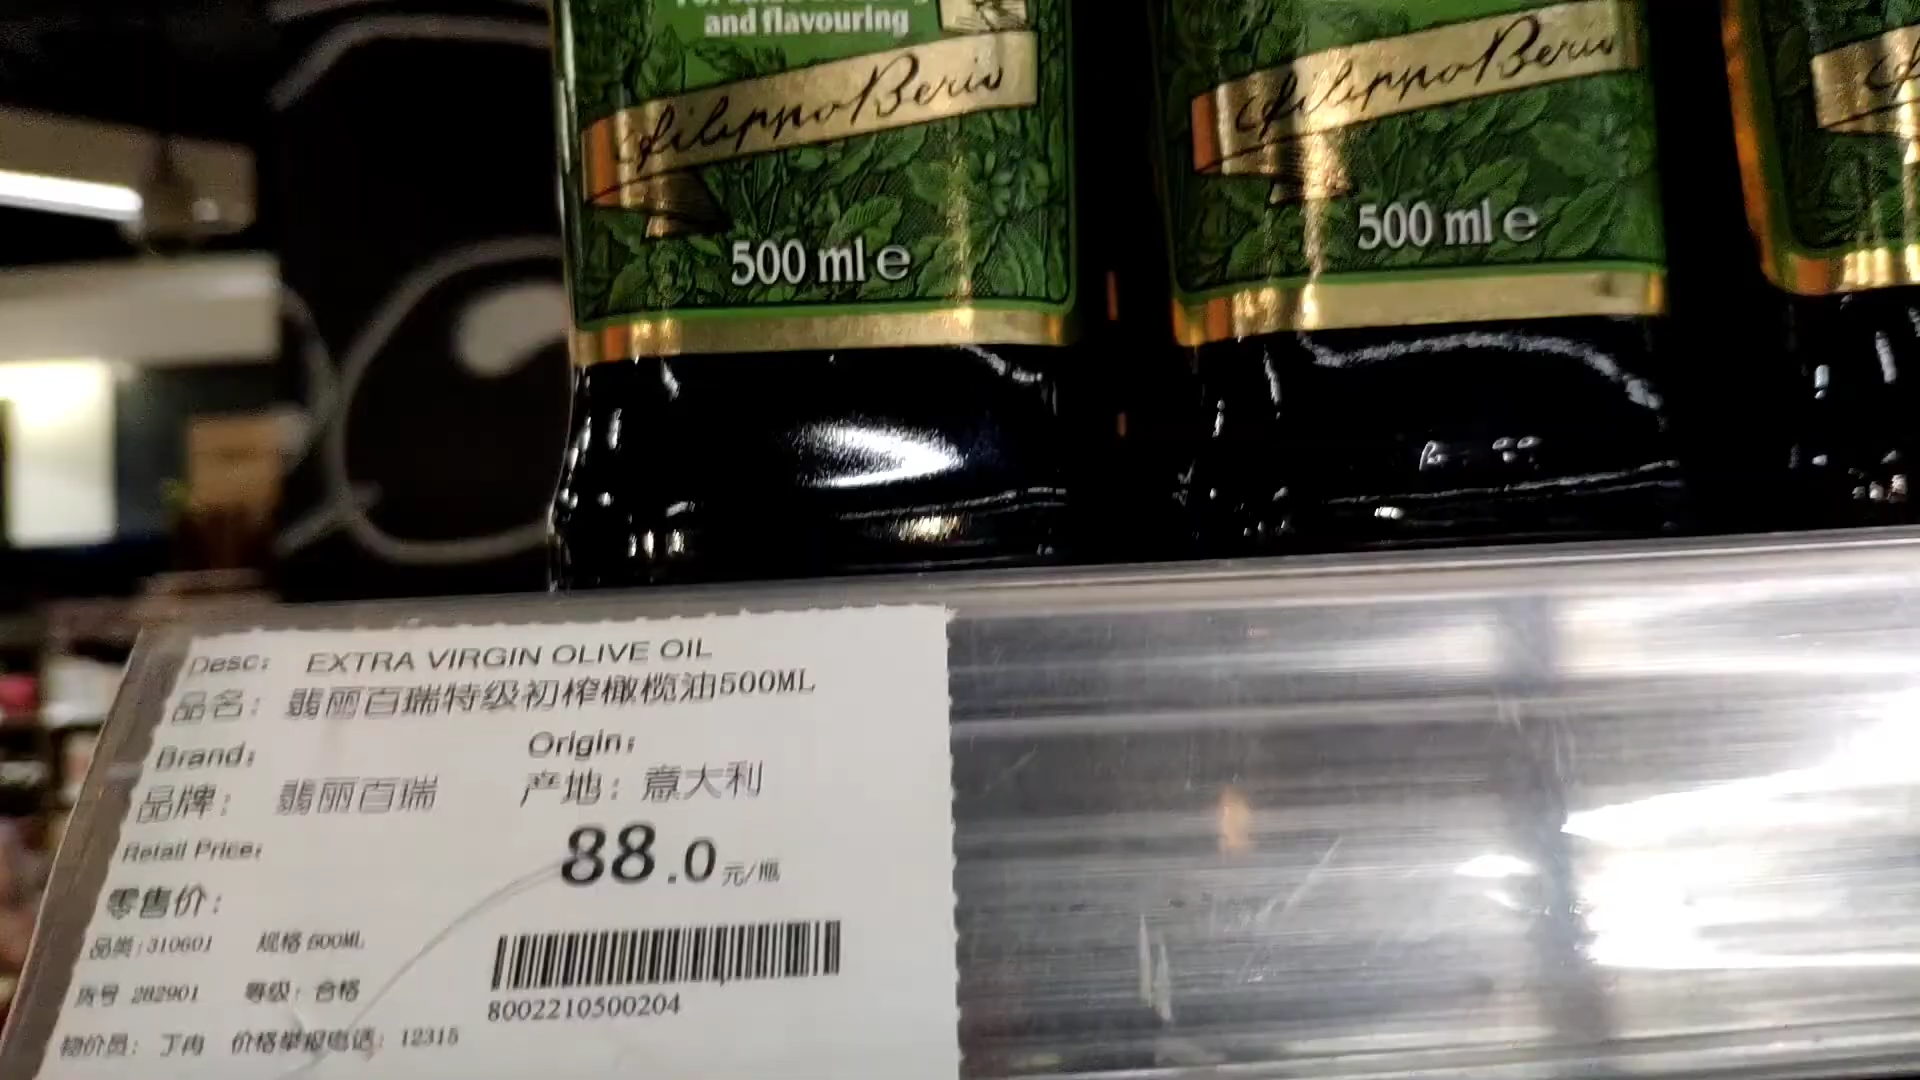 and flavouring
Filippo Berio
500 ml e
Filippo Berio
500 ml e
Desc: EXTRA VIRGIN OLIVE OIL
品名: 翡丽百瑞特级初榨橄榄油500ML
Brand:
Origin:
品牌: 翡丽百瑞
产地: 意大利
Retail Price:
88.0 元/瓶
零售价:
品类:310601 规格 500ML
货号 282901 等级: 合格
8002210500204
物价员: 丁冉 价格举报电话: 12315